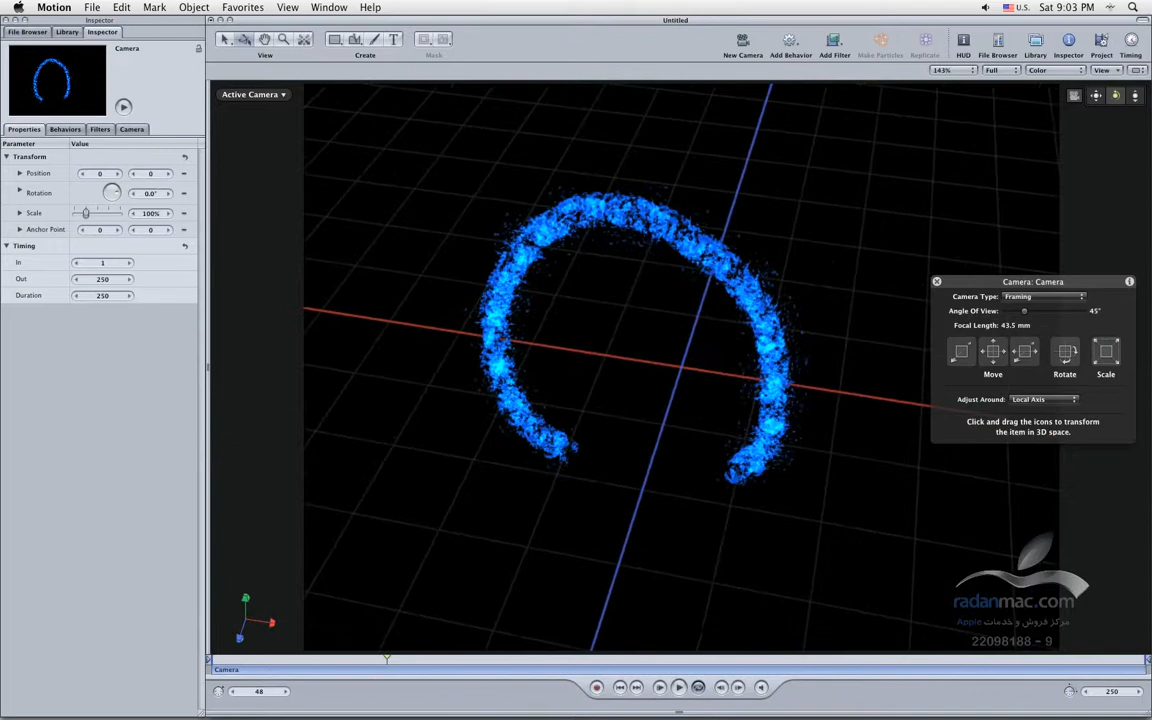 Motion File Edit Mark Object Favorites View Window Help
U.S. Sat 9:03 PM
Inspector
Untitled
File Browser Library Inspector
Camera
View
Create
Mask
New Camera Add Behavior Add Filter Make Particles Replicate
HUD File Browser Library Inspector Project Timing
143% Full Color View
Active Camera
Properties Behaviors Filters Camera
Parameter Value
Transform
Position 0 0
Rotation 0.0°
Scale 100%
Anchor Point 0 0
Timing
In 1
Out 250
Duration 250
Camera: Camera
Camera Type: Framing
Angle Of View: 45°
Focal Length: 43.5 mm
Move Rotate Scale
Adjust Around: Local Axis
Click and drag the icons to transform
the item in 3D space.
radanmac.com
مرکز فروش و خدمات Apple
22098188 - 9
Camera
48
250